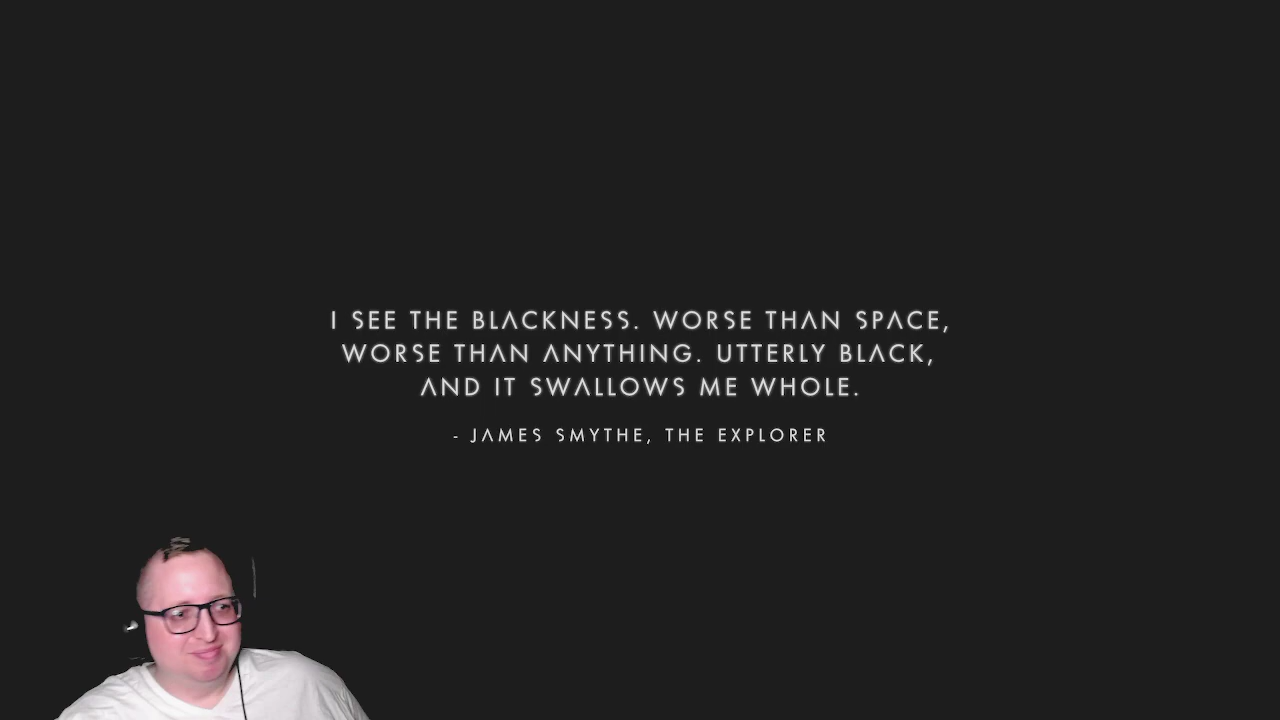 I SEE THE BLACKNESS. WORSE THAN SPACE,
WORSE THAN ANYTHING. UTTERLY BLACK,
AND IT SWALLOWS ME WHOLE.
- JAMES SMYTHE, THE EXPLORER